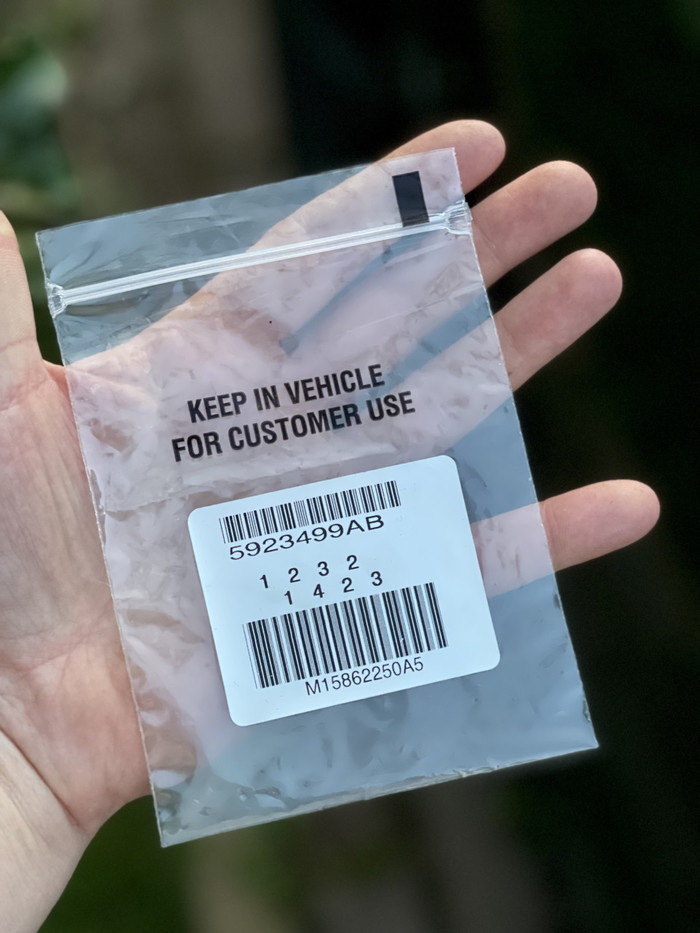 KEEP IN VEHICLE
FOR CUSTOMER USE
5923499AB
1 2 3 2
1 4 2 3
M15862250A5